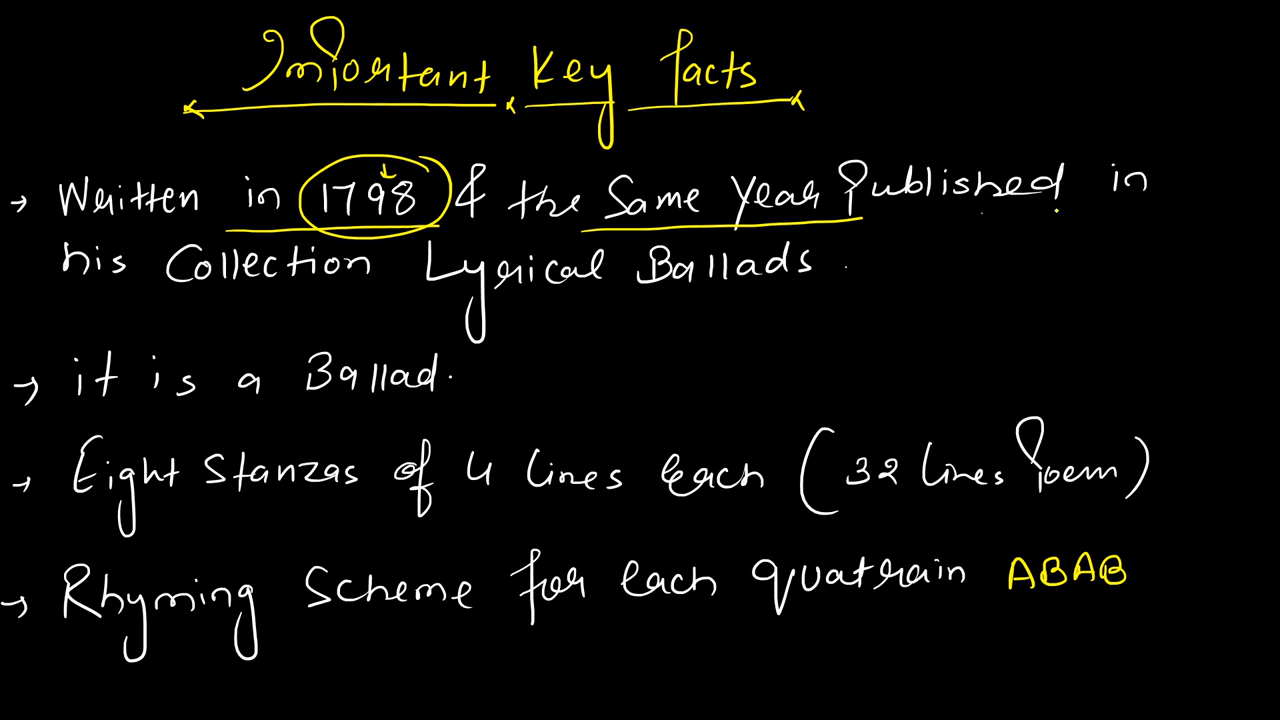 Important Key facts
→ Written in 1798 & the Same Year Published in
his Collection Lyrical Ballads.
→ it is a Ballad.
→ Eight Stanzas of 4 lines each (32 lines Poem)
→ Rhyming Scheme for each quatrain ABAB